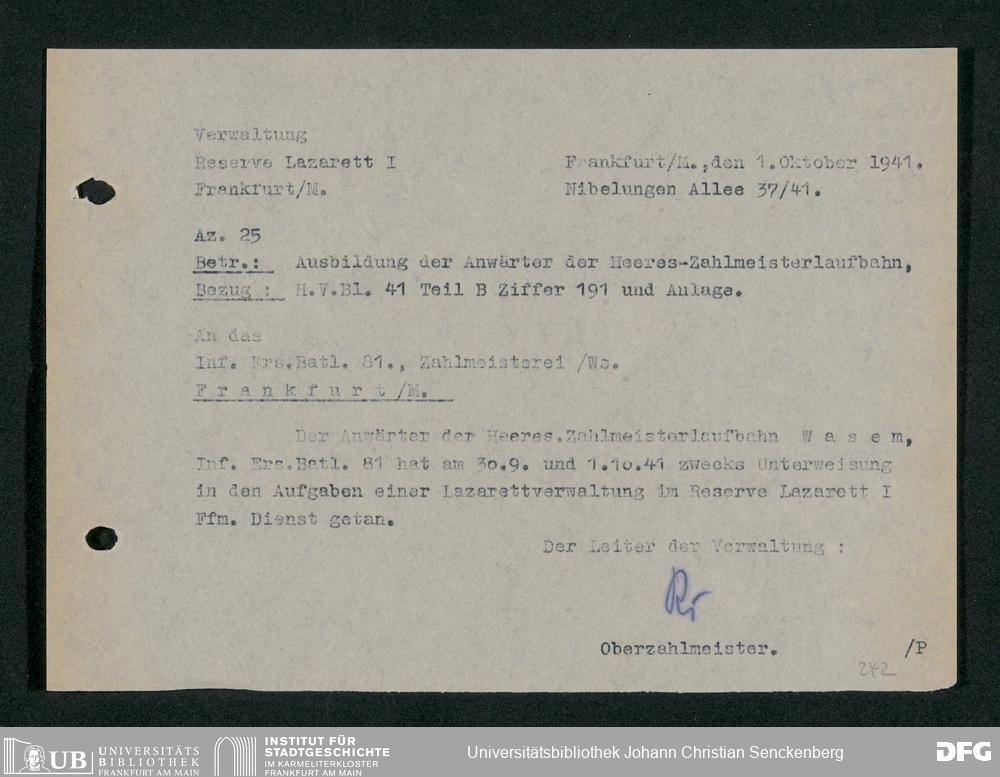 Verwaltung
Reserve Lazarett I
Frankfurt/M.
Frankfurt/M.,den 1.Oktober 1941.
Nibelungen Allee 37/41.
Az. 25
Betr.: Ausbildung der Anwärter der Heeres-Zahlmeisterlaufbahn,
Bezug : H.V.Bl. 41 Teil B Ziffer 191 und Anlage.
An das
Inf. Ers.Batl. 81., Zahlmeisterei /Ws.
F r a n k f u r t /M.
Der Anwärter der Heeres.Zahlmeisterlaufbahn W a s e m,
Inf. Ers.Batl. 81 hat am 3o.9. und 1.1o.41 zwecks Unterweisung
in den Aufgaben einer Lazarettverwaltung im Reserve Lazarett I
Ffm. Dienst getan.
Der Leiter der Verwaltung :
Oberzahlmeister.
/P
242
UB UNIVERSITÄTS
BIBLIOTHEK
FRANKFURT AM MAIN
INSTITUT FÜR
STADTGESCHICHTE
IM KARMELITERKLOSTER
FRANKFURT AM MAIN
Universitätsbibliothek Johann Christian Senckenberg
DFG